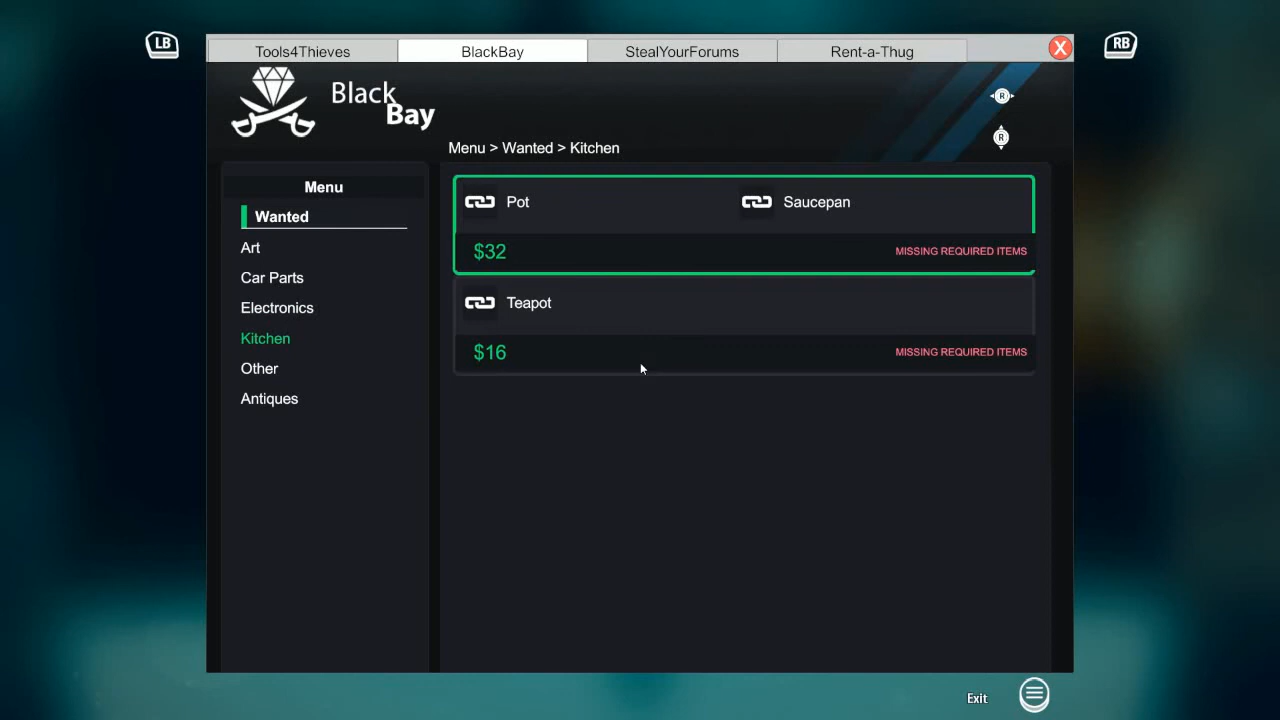 LB
RB
Tools4Thieves
BlackBay
StealYourForums
Rent-a-Thug
X
Black
Bay
R
R
Menu > Wanted > Kitchen
Menu
Wanted
Art
Car Parts
Electronics
Kitchen
Other
Antiques
Pot
Saucepan
$32
MISSING REQUIRED ITEMS
Teapot
$16
MISSING REQUIRED ITEMS
Exit